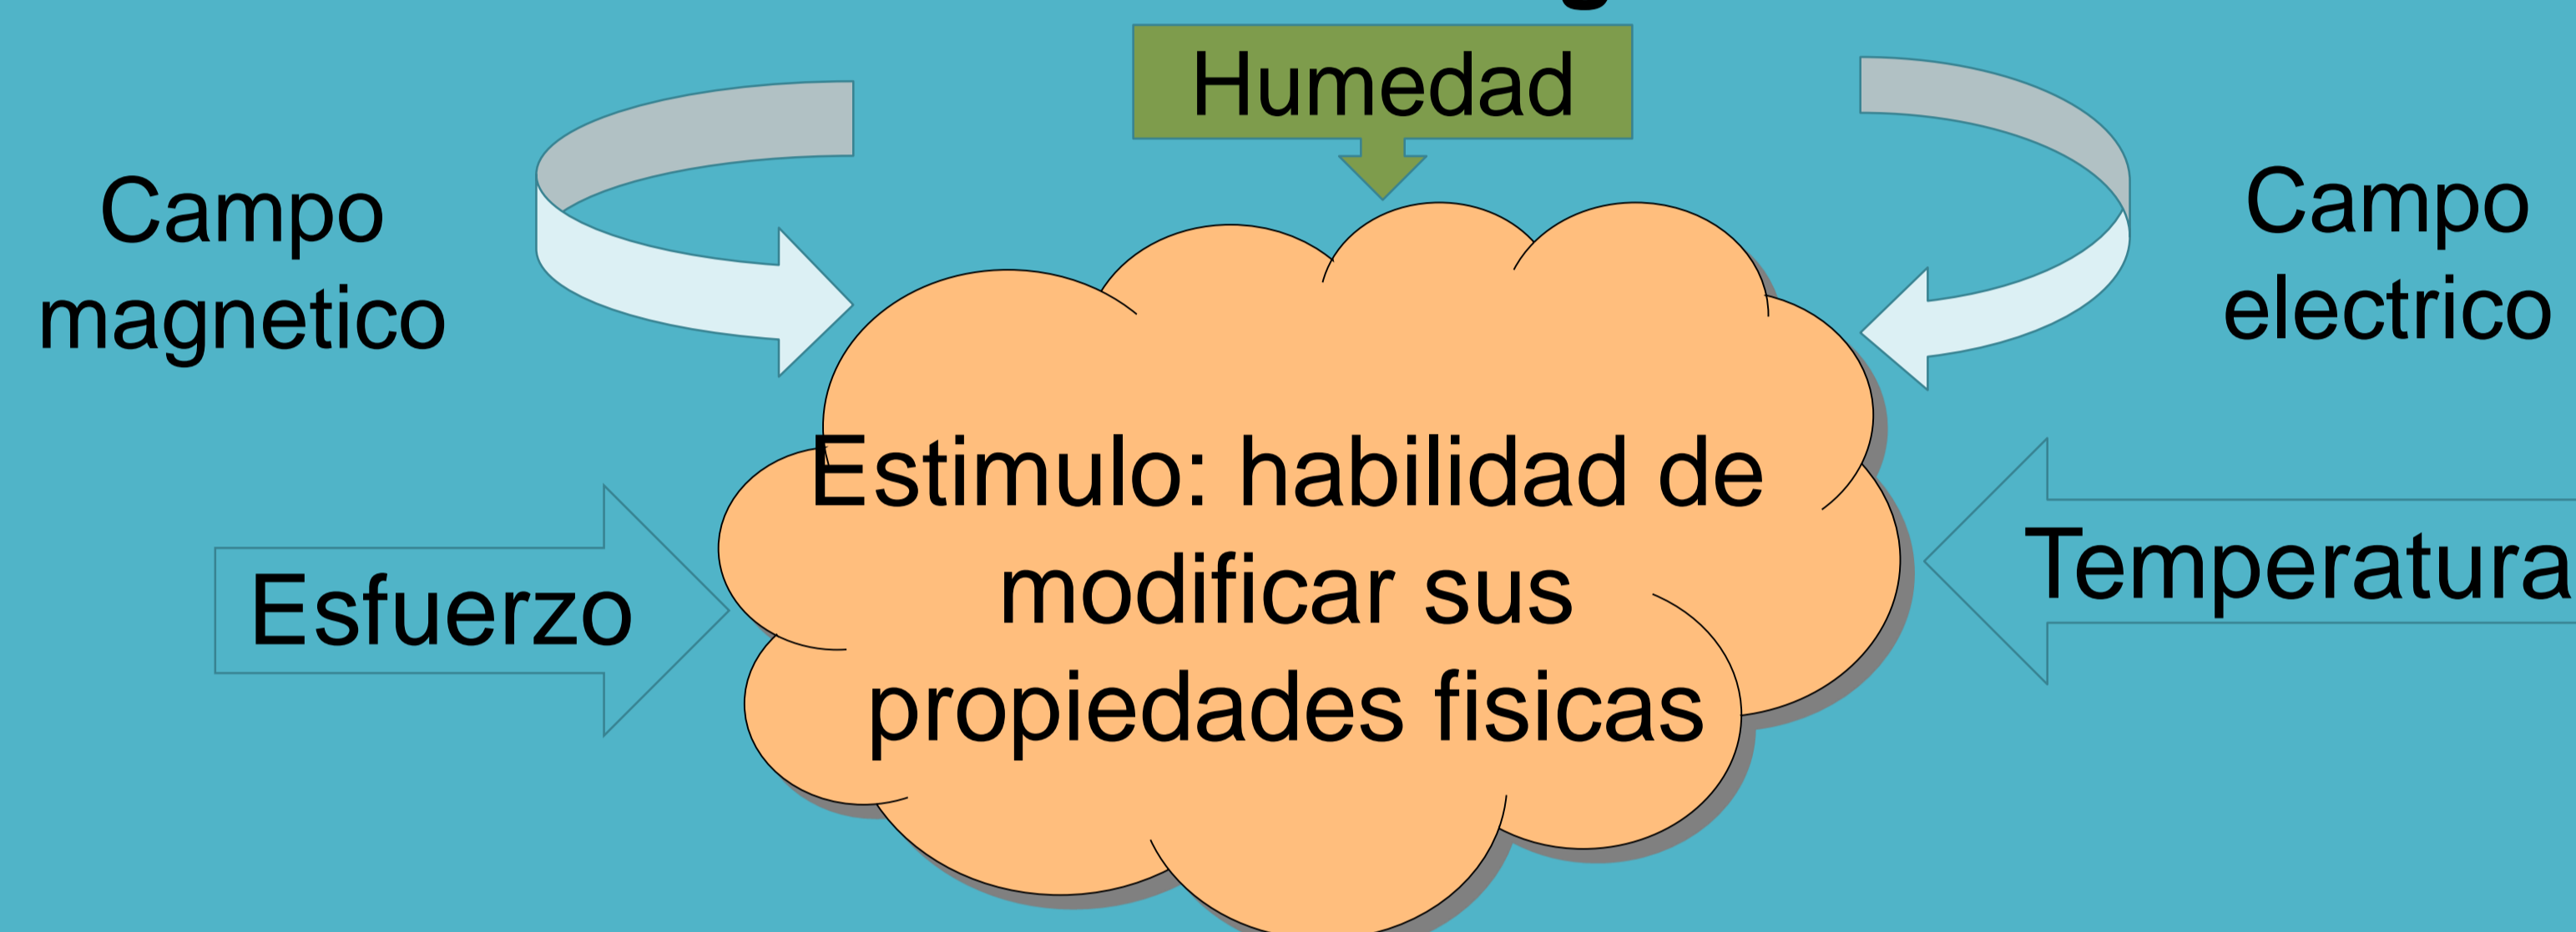 Humedad
Campo
magnetico
Campo
electrico
Estimulo: habilidad de
modificar sus
propiedades fisicas
Esfuerzo
Temperatura